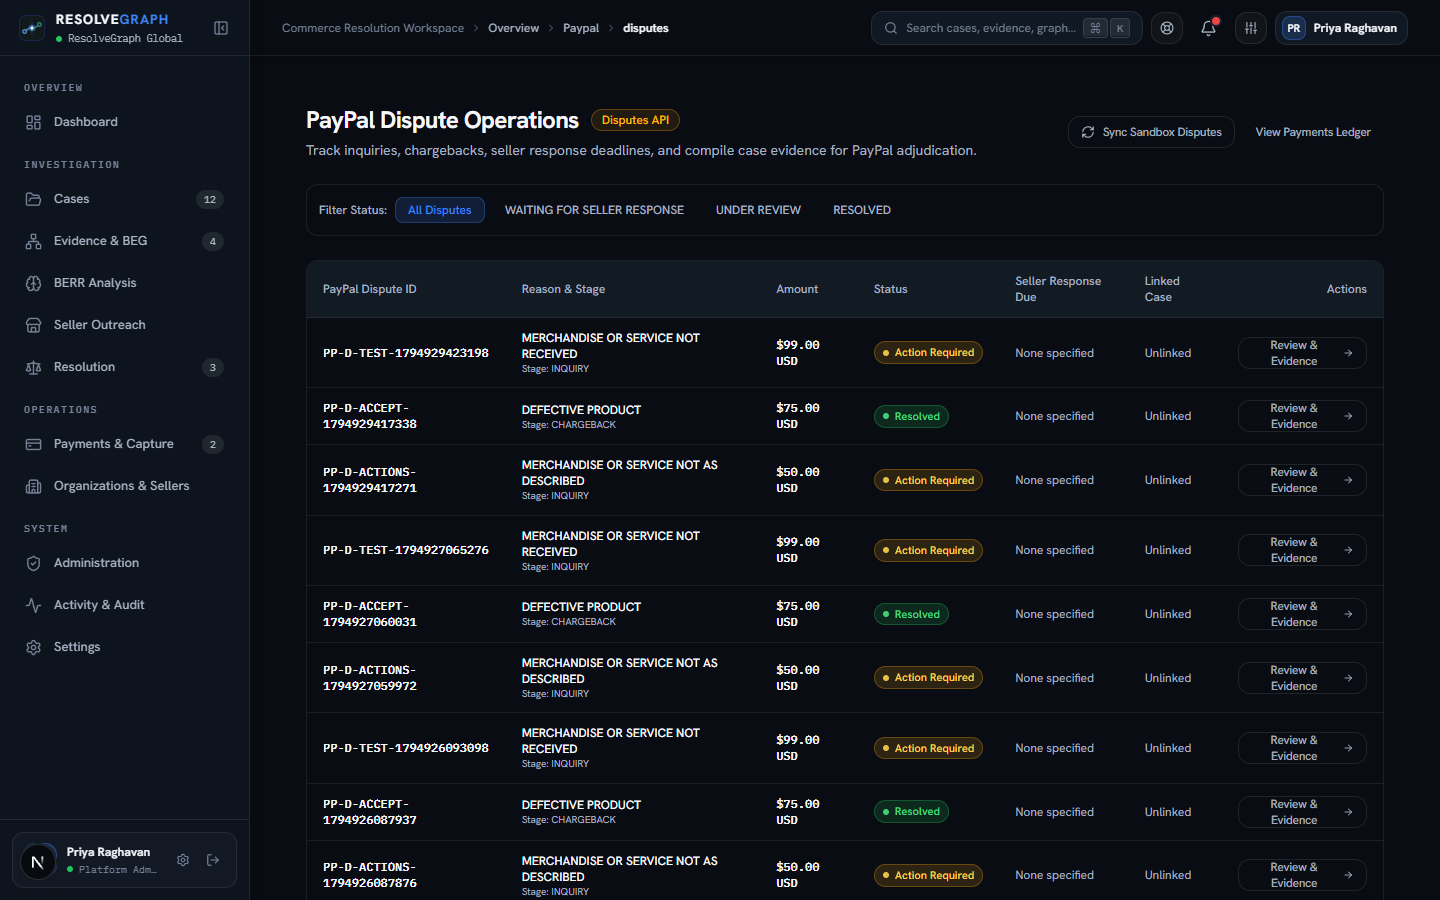 RESOLVEGRAPH
ResolveGraph Global
Commerce Resolution Workspace > Overview > Paypal > disputes
Search cases, evidence, graph... ⌘ K
PR Priya Raghavan
OVERVIEW
Dashboard
INVESTIGATION
Cases 12
Evidence & BEG 4
BERR Analysis
Seller Outreach
Resolution 3
OPERATIONS
Payments & Capture 2
Organizations & Sellers
SYSTEM
Administration
Activity & Audit
Settings
N
Priya Raghavan
Platform Adm…
PayPal Dispute Operations Disputes API
Track inquiries, chargebacks, seller response deadlines, and compile case evidence for PayPal adjudication.
Sync Sandbox Disputes View Payments Ledger
Filter Status: All Disputes WAITING FOR SELLER RESPONSE UNDER REVIEW RESOLVED
PayPal Dispute ID Reason & Stage Amount Status Seller Response Due Linked Case Actions
PP-D-TEST-1794929423198
MERCHANDISE OR SERVICE NOT
RECEIVED
Stage: INQUIRY
$99.00
USD
Action Required
None specified
Unlinked
Review &
Evidence
PP-D-ACCEPT-
1794929417338
DEFECTIVE PRODUCT
Stage: CHARGEBACK
$75.00
USD
Resolved
None specified
Unlinked
Review &
Evidence
PP-D-ACTIONS-
1794929417271
MERCHANDISE OR SERVICE NOT AS
DESCRIBED
Stage: INQUIRY
$50.00
USD
Action Required
None specified
Unlinked
Review &
Evidence
PP-D-TEST-1794927065276
MERCHANDISE OR SERVICE NOT
RECEIVED
Stage: INQUIRY
$99.00
USD
Action Required
None specified
Unlinked
Review &
Evidence
PP-D-ACCEPT-
1794927060031
DEFECTIVE PRODUCT
Stage: CHARGEBACK
$75.00
USD
Resolved
None specified
Unlinked
Review &
Evidence
PP-D-ACTIONS-
1794927059972
MERCHANDISE OR SERVICE NOT AS
DESCRIBED
Stage: INQUIRY
$50.00
USD
Action Required
None specified
Unlinked
Review &
Evidence
PP-D-TEST-1794926093098
MERCHANDISE OR SERVICE NOT
RECEIVED
Stage: INQUIRY
$99.00
USD
Action Required
None specified
Unlinked
Review &
Evidence
PP-D-ACCEPT-
1794926087937
DEFECTIVE PRODUCT
Stage: CHARGEBACK
$75.00
USD
Resolved
None specified
Unlinked
Review &
Evidence
PP-D-ACTIONS-
1794926087876
MERCHANDISE OR SERVICE NOT AS
DESCRIBED
Stage: INQUIRY
$50.00
USD
Action Required
None specified
Unlinked
Review &
Evidence